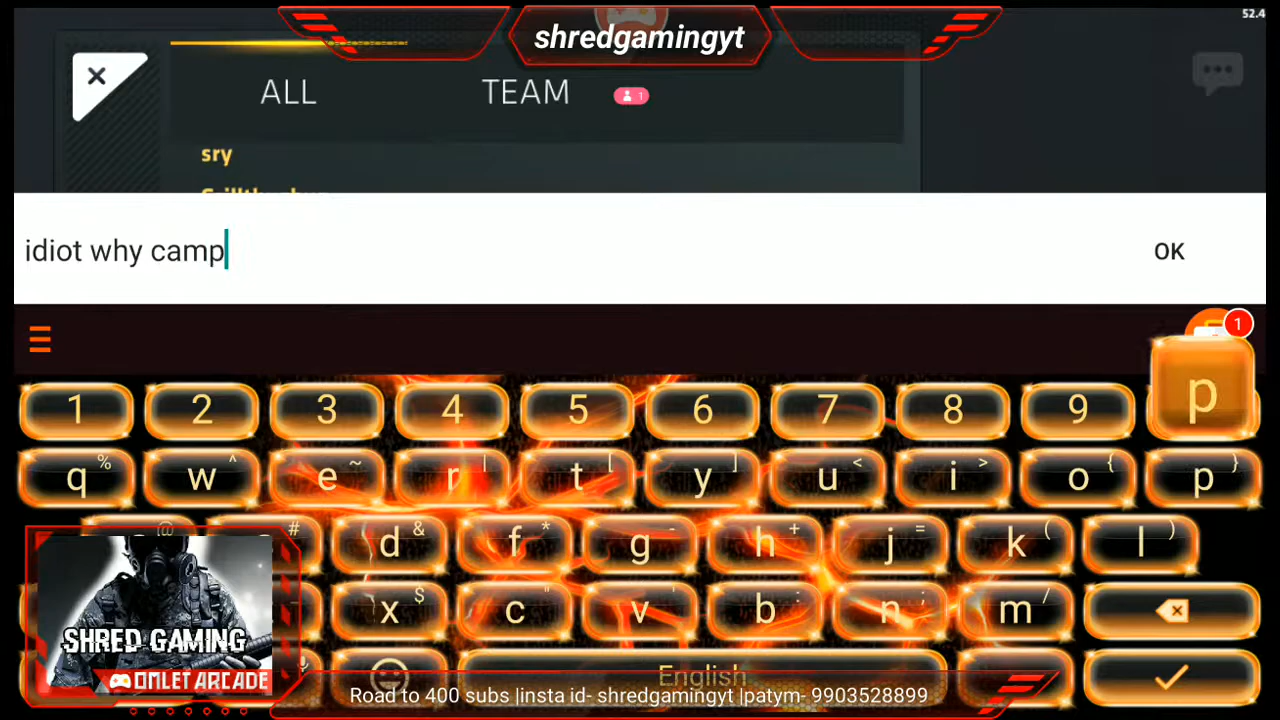 shredgamingyt
52.4
ALL TEAM 1
sry
idiot why camp
OK
1
p
1 2 3 4 5 6 7 8 9
q % w ^ e ~ r | t [ y ] u < i > o { p }
@ # d & f * g - h + j = k ( l )
x $ c " v ' b : n ; m /
English
SHRED GAMING
OMLET ARCADE
Road to 400 subs |insta id- shredgamingyt |patym- 9903528899